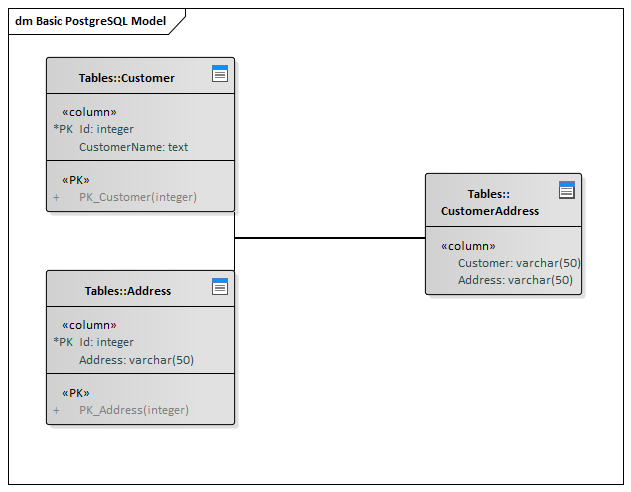 dm Basic PostgreSQL Model
Tables::Customer
«column»
*PK Id: integer
CustomerName: text
«PK»
+ PK_Customer(integer)
Tables::
CustomerAddress
«column»
Customer: varchar(50)
Address: varchar(50)
Tables::Address
«column»
*PK Id: integer
Address: varchar(50)
«PK»
+ PK_Address(integer)